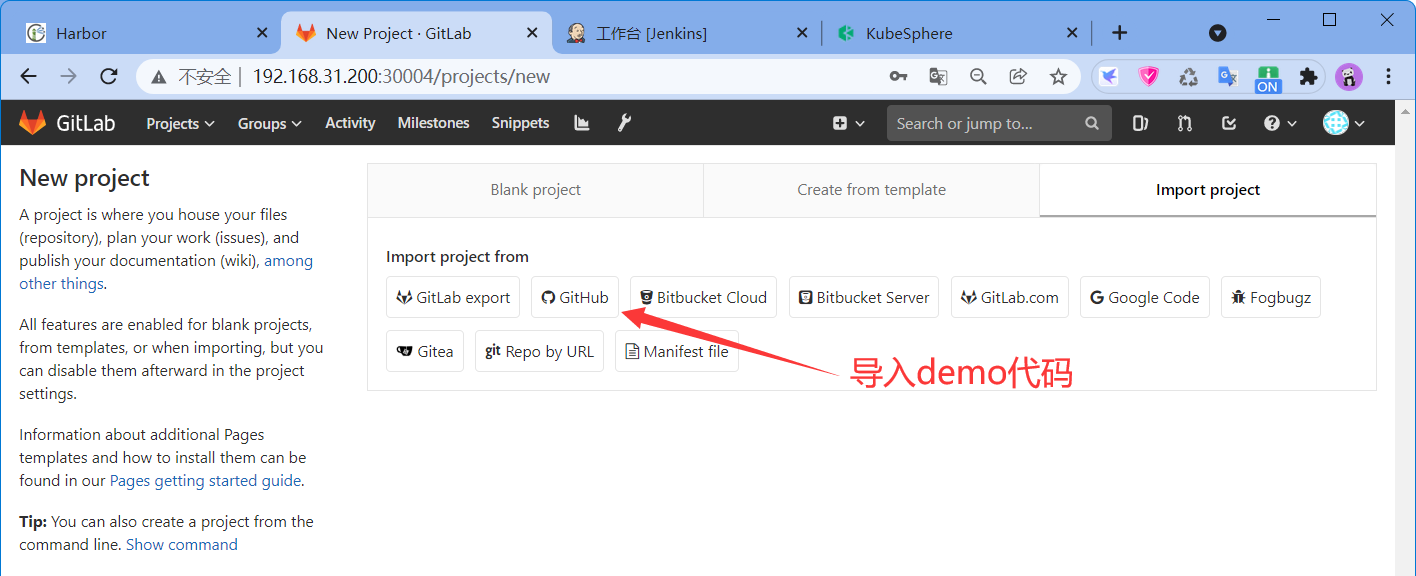 Harbor
New Project · GitLab
工作台 [Jenkins]
KubeSphere
不安全 | 192.168.31.200:30004/projects/new
ON
GitLab
Projects
Groups
Activity
Milestones
Snippets
Search or jump to...
New project
A project is where you house your files
(repository), plan your work (issues), and
publish your documentation (wiki), among
other things.
All features are enabled for blank projects,
from templates, or when importing, but you
can disable them afterward in the project
settings.
Information about additional Pages
templates and how to install them can be
found in our Pages getting started guide.
Tip: You can also create a project from the
command line. Show command
Blank project
Create from template
Import project
Import project from
GitLab export
GitHub
Bitbucket Cloud
Bitbucket Server
GitLab.com
Google Code
Fogbugz
Gitea
git Repo by URL
Manifest file
导入demo代码